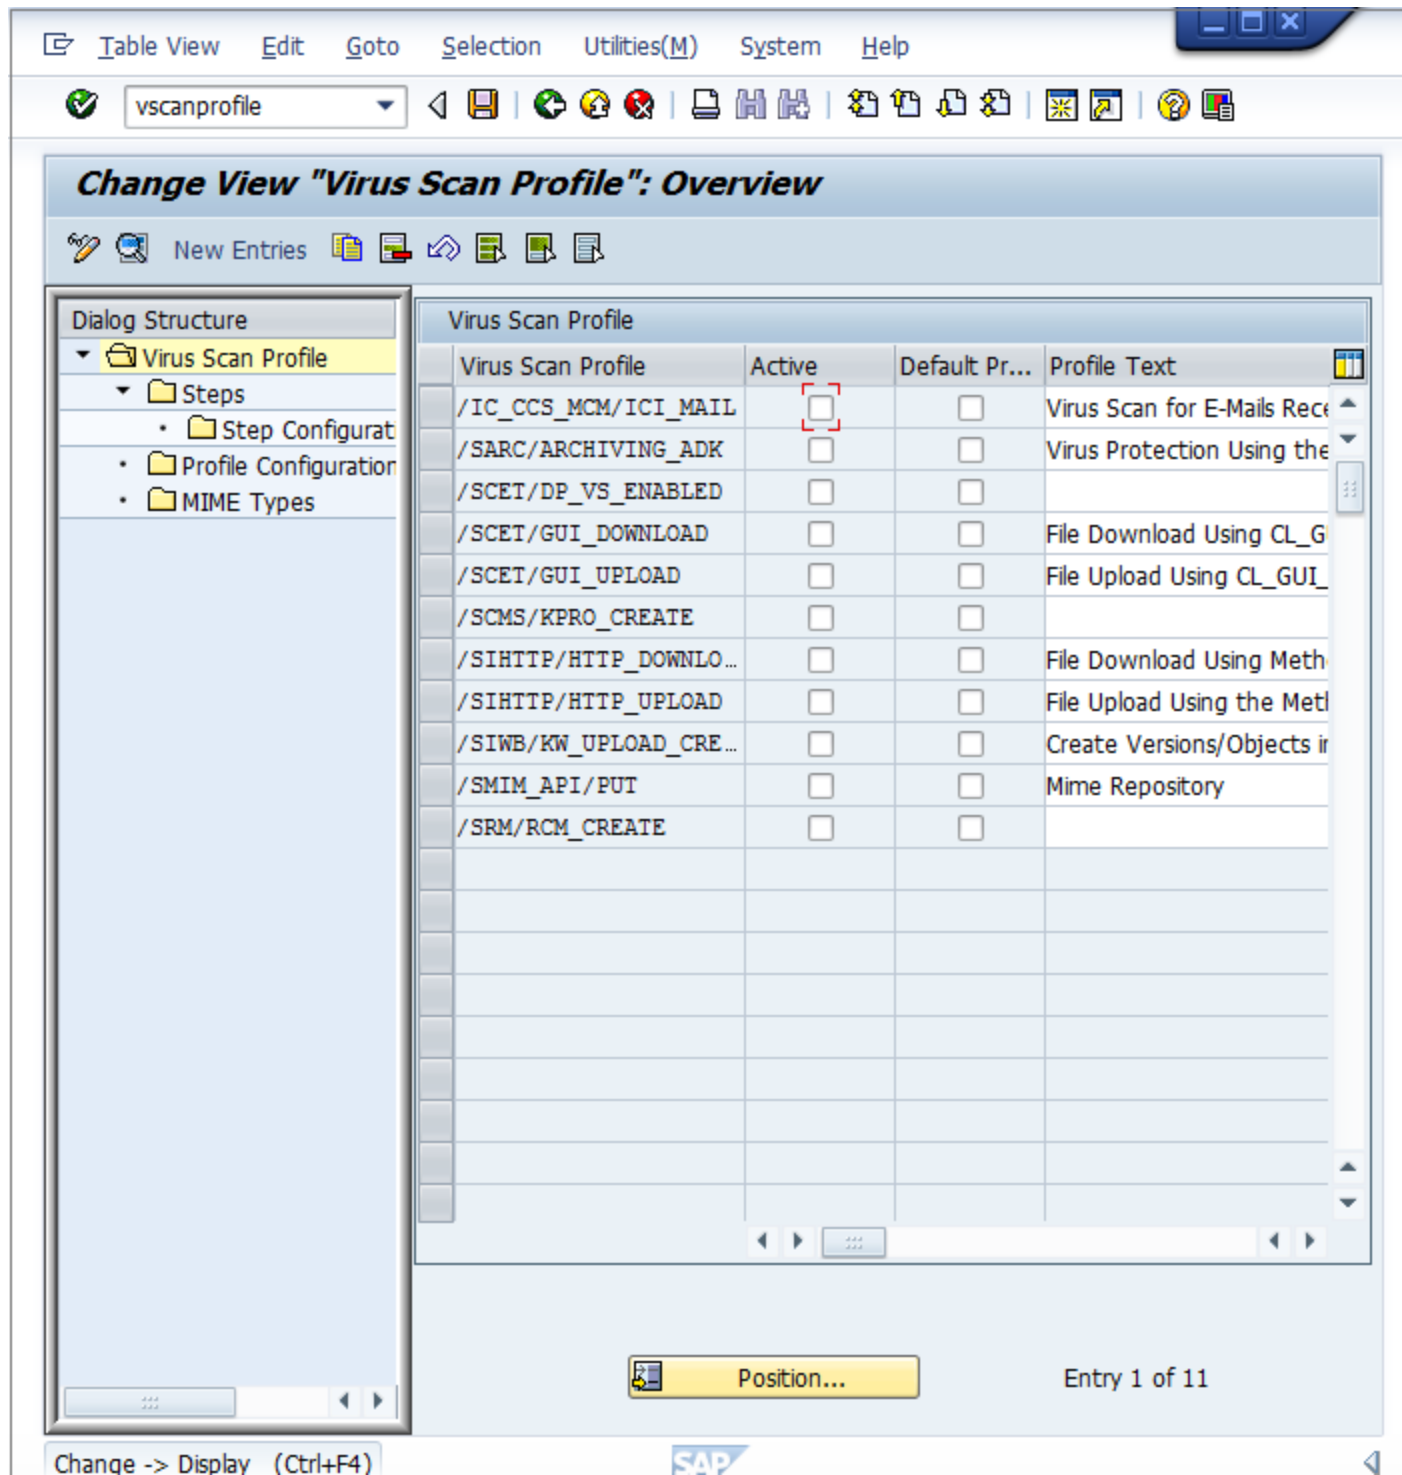 Table View Edit Goto Selection Utilities(M) System Help
vscanprofile
Change View "Virus Scan Profile": Overview
New Entries
Dialog Structure
Virus Scan Profile
Steps
Step Configurat
Profile Configuration
MIME Types
Virus Scan Profile
Virus Scan Profile Active Default Pr... Profile Text
/IC_CCS_MCM/ICI_MAIL Virus Scan for E-Mails Rece
/SARC/ARCHIVING_ADK Virus Protection Using the
/SCET/DP_VS_ENABLED
/SCET/GUI_DOWNLOAD File Download Using CL_G
/SCET/GUI_UPLOAD File Upload Using CL_GUI_
/SCMS/KPRO_CREATE
/SIHTTP/HTTP_DOWNLO… File Download Using Meth
/SIHTTP/HTTP_UPLOAD File Upload Using the Met
/SIWB/KW_UPLOAD_CRE… Create Versions/Objects i
/SMIM_API/PUT Mime Repository
/SRM/RCM_CREATE
Position... Entry 1 of 11
Change -> Display (Ctrl+F4) SAP